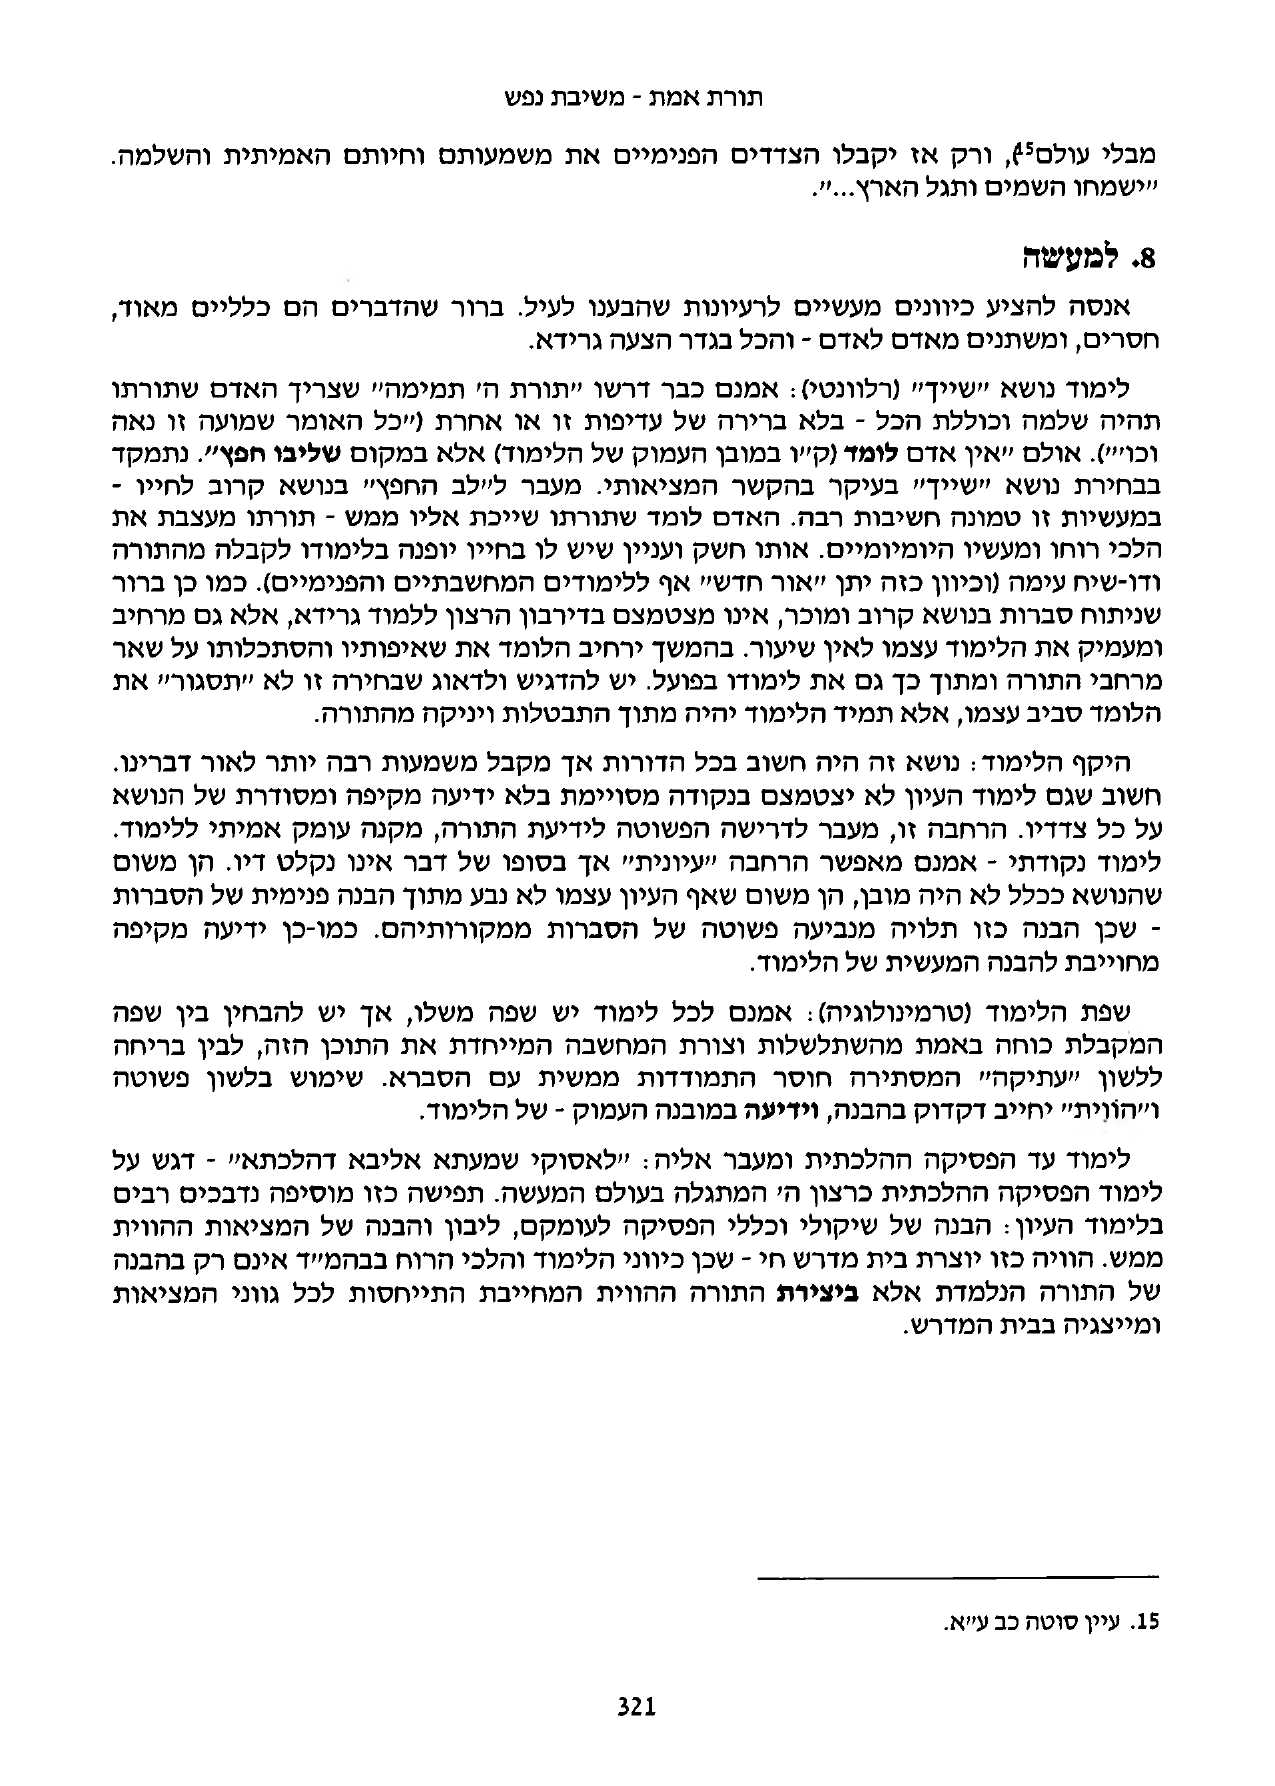 תורת אמת - משיבת נפש
מבלי עולם15), ורק אז יקבלו הצדדים הפנימיים את משמעותם וחיותם האמיתית והשלמה.
"ישמחו השמים ותגל הארץ...".
8. למעשה
אנסה להציע כיוונים מעשיים לרעיונות שהבענו לעיל. ברור שהדברים הם כלליים מאוד,
חסרים, ומשתנים מאדם לאדם - והכל בגדר הצעה גרידא.
לימוד נושא "שייך" (רלוונטי): אמנם כבר דרשו "תורת ה' תמימה" שצריך האדם שתורתו
תהיה שלמה וכוללת הכל - בלא ברירה של עדיפות זו או אחרת ("כל האומר שמועה זו נאה
וכו'"). אולם "אין אדם לומד (ק"ו במובן העמוק של הלימוד) אלא במקום שליבו חפץ". נתמקד
בבחירת נושא "שייך" בעיקר בהקשר המציאותי. מעבר ל"לב החפץ" בנושא קרוב לחייו -
במעשיות זו טמונה חשיבות רבה. האדם לומד שתורתו שייכת אליו ממש - תורתו מעצבת את
הלכי רוחו ומעשיו היומיומיים. אותו חשק ועניין שיש לו בחייו יופנה בלימודו לקבלה מהתורה
ודו-שיח עימה (וכיוון כזה יתן "אור חדש" אף ללימודים המחשבתיים והפנימיים). כמו כן ברור
שניתוח סברות בנושא קרוב ומוכר, אינו מצטמצם בדירבון הרצון ללמוד גרידא, אלא גם מרחיב
ומעמיק את הלימוד עצמו לאין שיעור. בהמשך ירחיב הלומד את שאיפותיו והסתכלותו על שאר
מרחבי התורה ומתוך כך גם את לימודו בפועל. יש להדגיש ולדאוג שבחירה זו לא "תסגור" את
הלומד סביב עצמו, אלא תמיד הלימוד יהיה מתוך התבטלות ויניקה מהתורה.
היקף הלימוד: נושא זה היה חשוב בכל הדורות אך מקבל משמעות רבה יותר לאור דברינו.
חשוב שגם לימוד העיון לא יצטמצם בנקודה מסויימת בלא ידיעה מקיפה ומסודרת של הנושא
על כל צדדיו. הרחבה זו, מעבר לדרישה הפשוטה לידיעת התורה, מקנה עומק אמיתי ללימוד.
לימוד נקודתי - אמנם מאפשר הרחבה "עיונית" אך בסופו של דבר אינו נקלט דיו. הן משום
שהנושא ככלל לא היה מובן, הן משום שאף העיון עצמו לא נבע מתוך הבנה פנימית של הסברות
- שכן הבנה כזו תלויה מנביעה פשוטה של הסברות ממקורותיהם. כמו-כן ידיעה מקיפה
מחוייבת להבנה המעשית של הלימוד.
שפת הלימוד (טרמינולוגיה): אמנם לכל לימוד יש שפה משלו, אך יש להבחין בין שפה
המקבלת כוחה באמת מהשתלשלות וצורת המחשבה המייחדת את התוכן הזה, לבין בריחה
ללשון "עתיקה" המסתירה חוסר התמודדות ממשית עם הסברא. שימוש בלשון פשוטה
ו"הווית" יחייב דקדוק בהבנה, וידיעה במובנה העמוק - של הלימוד.
לימוד עד הפסיקה ההלכתית ומעבר אליה: "לאסוקי שמעתא אליבא דהלכתא" - דגש על
לימוד הפסיקה ההלכתית כרצון ה' המתגלה בעולם המעשה. תפישה כזו מוסיפה נדבכים רבים
בלימוד העיון: הבנה של שיקולי וכללי הפסיקה לעומקם, ליבון והבנה של המציאות ההווית
ממש. הוויה כזו יוצרת בית מדרש חי - שכן כיווני הלימוד והלכי הרוח בבהמ"ד אינם רק בהבנה
של התורה הנלמדת אלא ביצירת התורה ההווית המחייבת התייחסות לכל גווני המציאות
ומייצגיה בבית המדרש.
15. עיין סוטה כב ע"א.
321